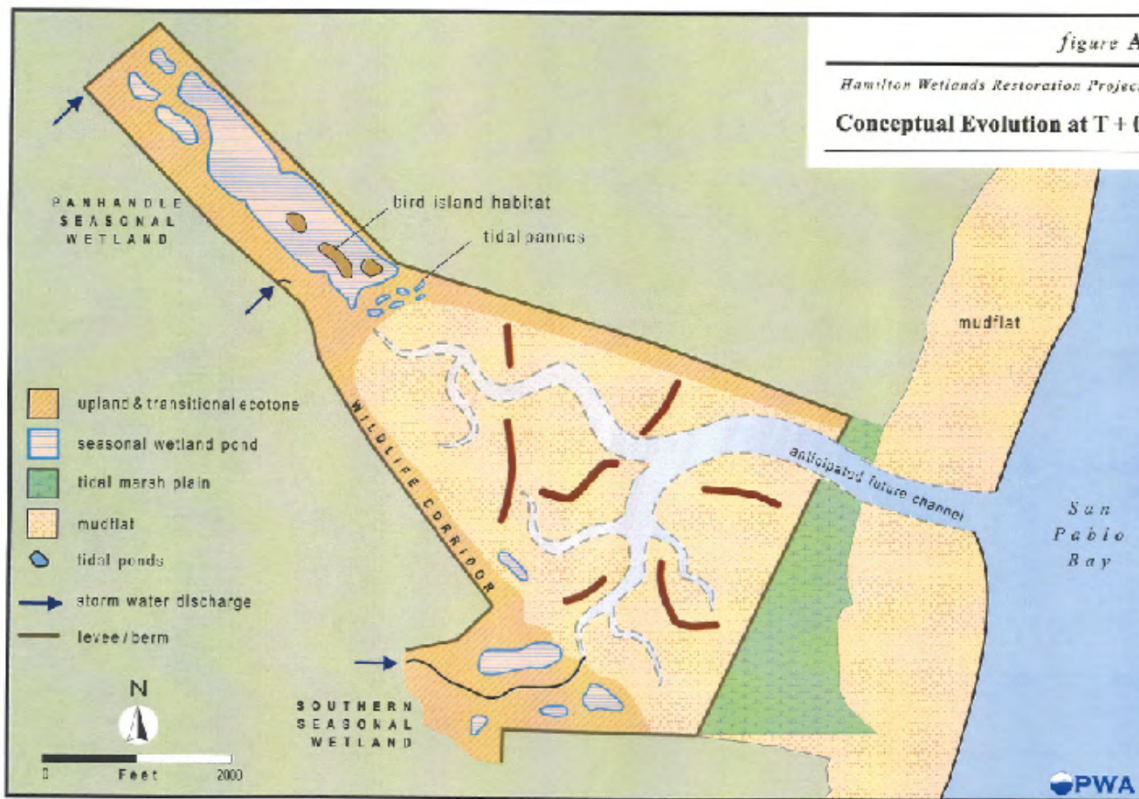 figure A
Hamilton Wetlands Restoration Project
Conceptual Evolution at T + 0
PANHANDLE
SEASONAL
WETLAND
bird island habitat
tidal pannes
mudflat
upland & transitional ecotone
seasonal wetland pond
tidal marsh plain
mudflat
tidal ponds
storm water discharge
levee / berm
WILDLIFE CORRIDOR
anticipated future channel
San
Pablo
Bay
N
0 Feet 2000
SOUTHERN
SEASONAL
WETLAND
PWA